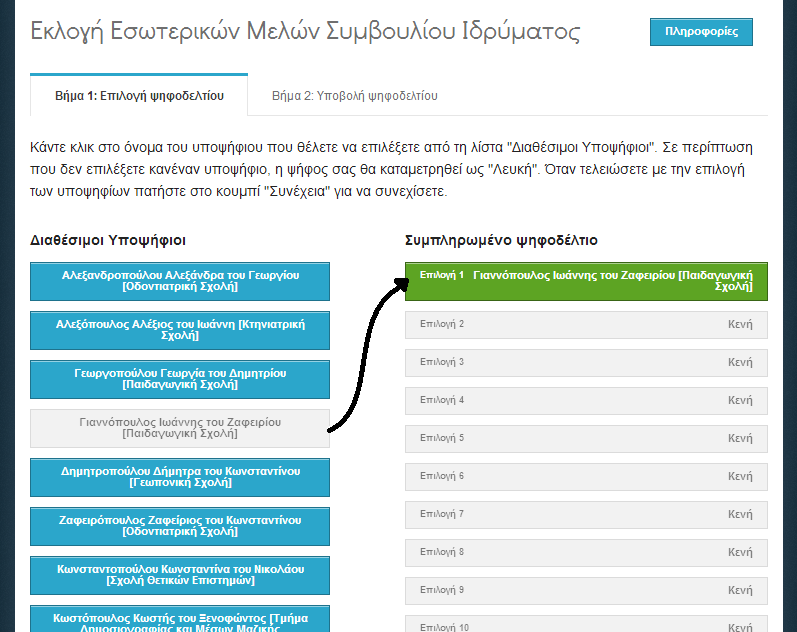 Εκλογή Εσωτερικών Μελών Συμβουλίου Ιδρύματος
Πληροφορίες
Βήμα 1: Επιλογή ψηφοδελτίου
Βήμα 2: Υποβολή ψηφοδελτίου
Κάντε κλικ στο όνομα του υποψήφιου που θέλετε να επιλέξετε από τη λίστα "Διαθέσιμοι Υποψήφιοι". Σε περίπτωση
που δεν επιλέξετε κανέναν υποψήφιο, η ψήφος σας θα καταμετρηθεί ως "Λευκή". Όταν τελειώσετε με την επιλογή
των υποψηφίων πατήστε στο κουμπί "Συνέχεια" για να συνεχίσετε.
Διαθέσιμοι Υποψήφιοι
Αλεξανδροπούλου Αλεξάνδρα του Γεωργίου
[Οδοντιατρική Σχολή]
Αλεξόπουλος Αλέξιος του Ιωάννη [Κτηνιατρική
Σχολή]
Γεωργοπούλου Γεωργία του Δημητρίου
[Παιδαγωγική Σχολή]
Γιαννόπουλος Ιωάννης του Ζαφειρίου
[Παιδαγωγική Σχολή]
Δημητροπούλου Δήμητρα του Κωνσταντίνου
[Γεωπονική Σχολή]
Ζαφειρόπουλος Ζαφείριος του Κωνσταντίνου
[Οδοντιατρική Σχολή]
Κωνσταντοπούλου Κωνσταντίνα του Νικολάου
[Σχολή Θετικών Επιστημών]
Κωστόπουλος Κωστής του Ξενοφώντος [Τμήμα
Δημοσιογραφίας και Μέσων Μαζικής
Συμπληρωμένο ψηφοδέλτιο
Επιλογή 1 Γιαννόπουλος Ιωάννης του Ζαφειρίου [Παιδαγωγική
Σχολή]
Επιλογή 2 Κενή
Επιλογή 3 Κενή
Επιλογή 4 Κενή
Επιλογή 5 Κενή
Επιλογή 6 Κενή
Επιλογή 7 Κενή
Επιλογή 8 Κενή
Επιλογή 9 Κενή
Επιλογή 10 Κενή